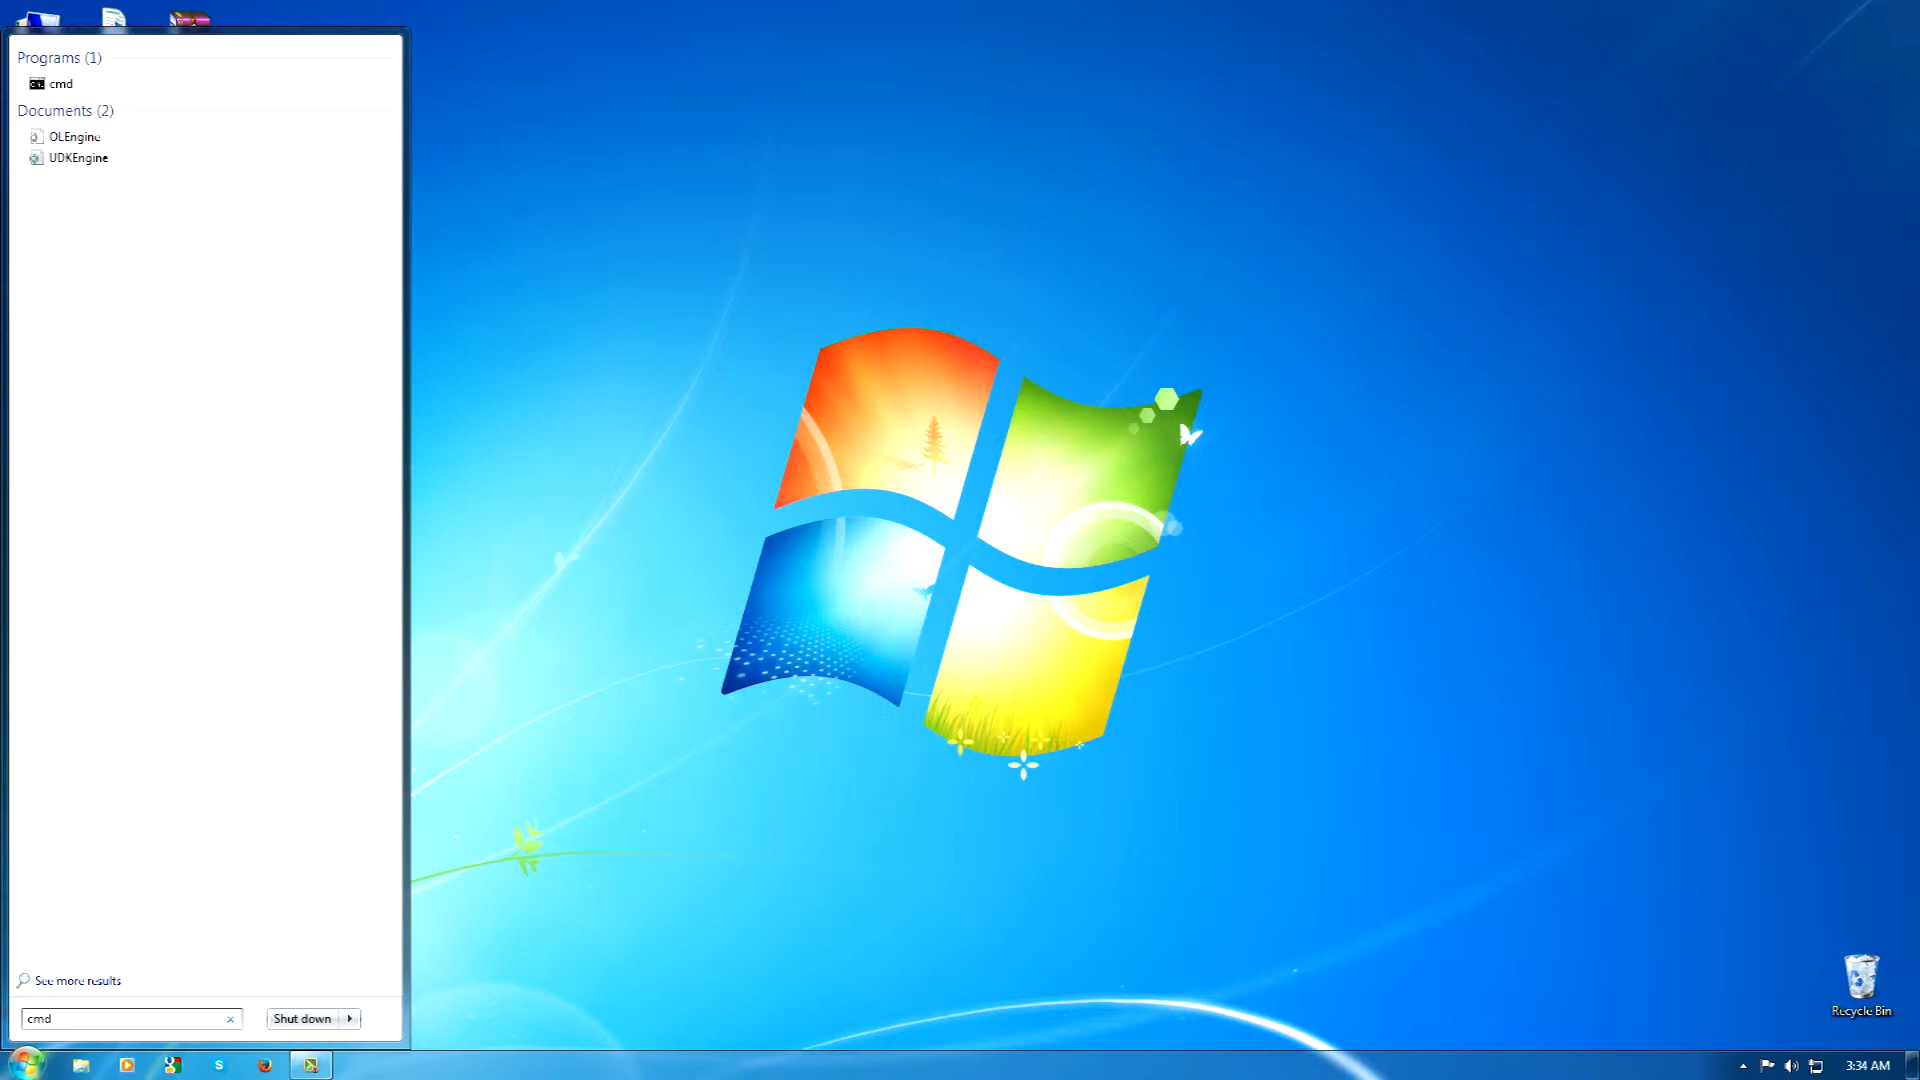 Programs (1)
cmd
Documents (2)
OLEngine
UDKEngine
See more results
cmd
Shut down
Recycle Bin
3:34 AM